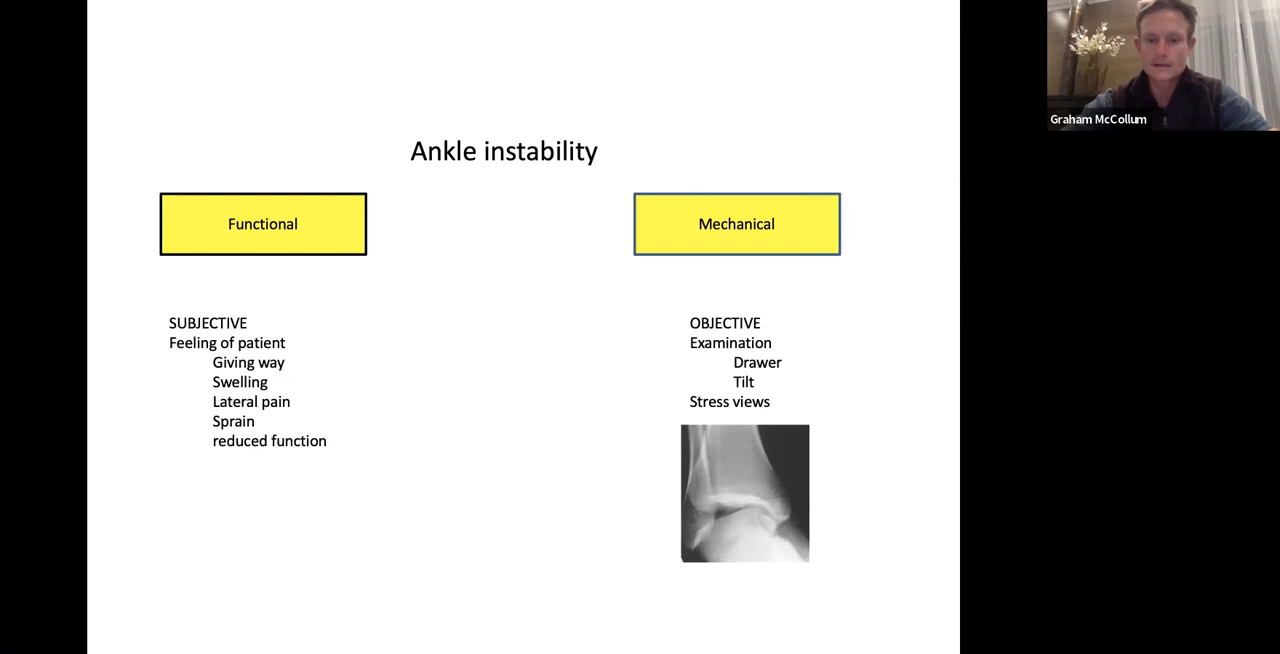 Graham McCollum
Ankle instability
Functional
Mechanical
SUBJECTIVE
Feeling of patient
Giving way
Swelling
Lateral pain
Sprain
reduced function
OBJECTIVE
Examination
Drawer
Tilt
Stress views